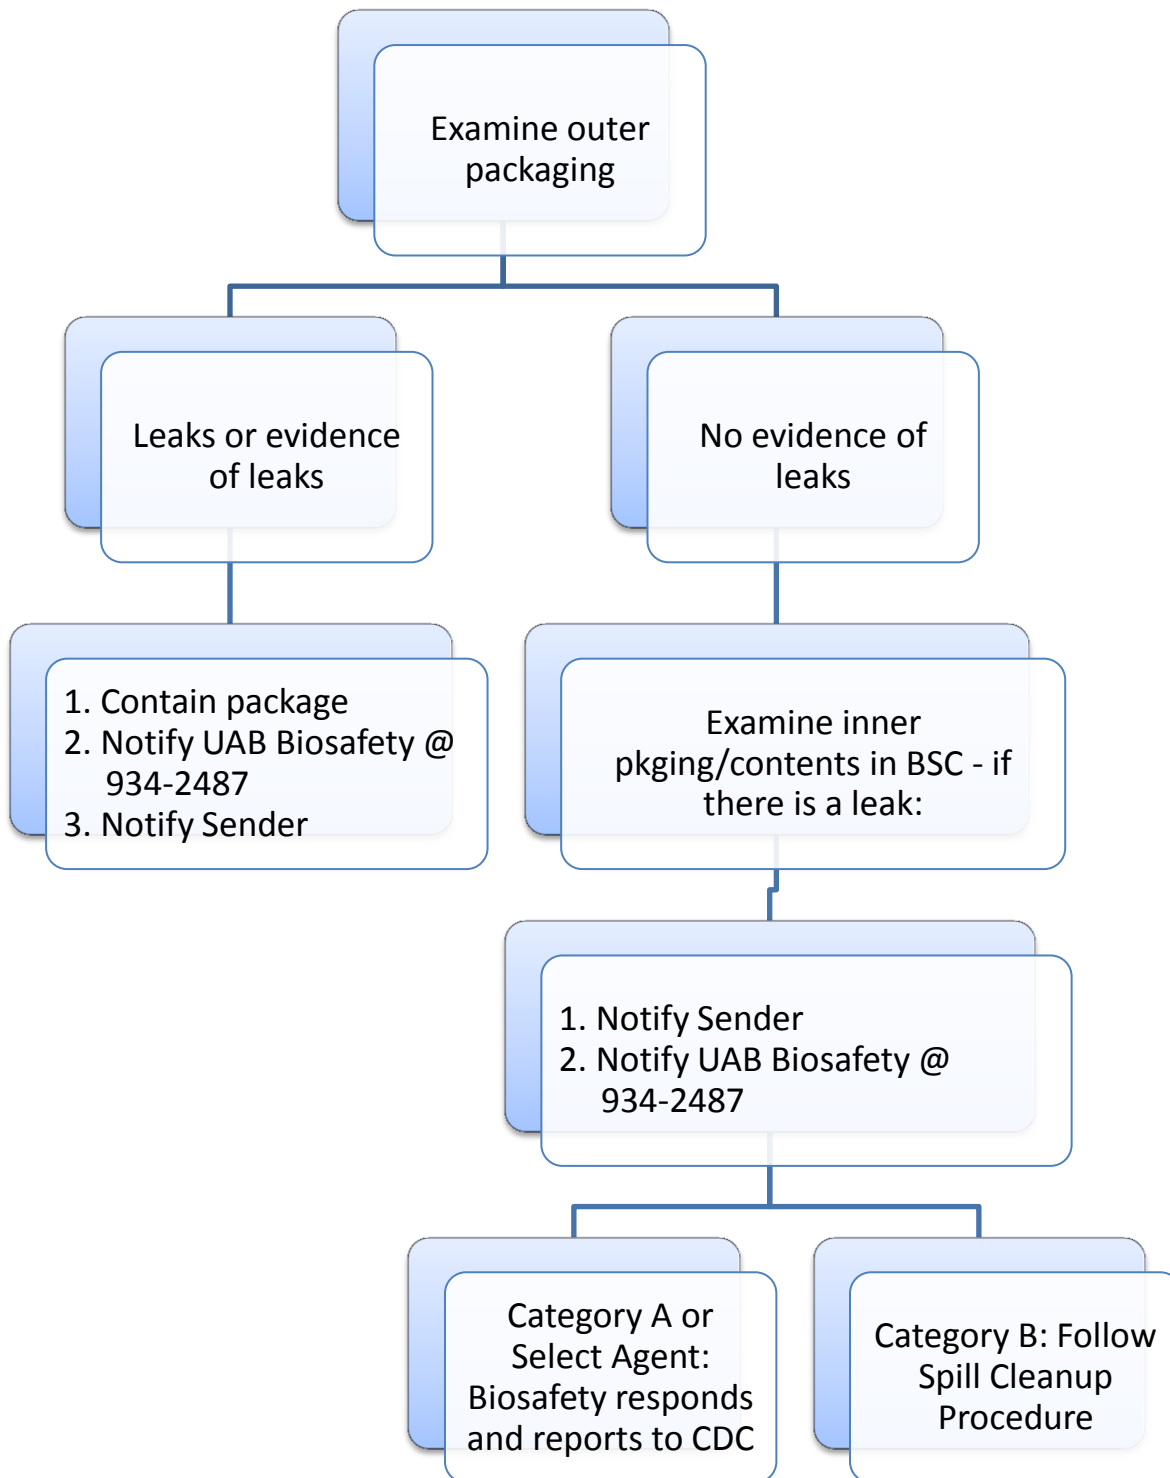 Examine outer
packaging
Leaks or evidence
of leaks
No evidence of
leaks
1. Contain package
2. Notify UAB Biosafety @
934-2487
3. Notify Sender
Examine inner
pkging/contents in BSC - if
there is a leak:
1. Notify Sender
2. Notify UAB Biosafety @
934-2487
Category A or
Select Agent:
Biosafety responds
and reports to CDC
Category B: Follow
Spill Cleanup
Procedure